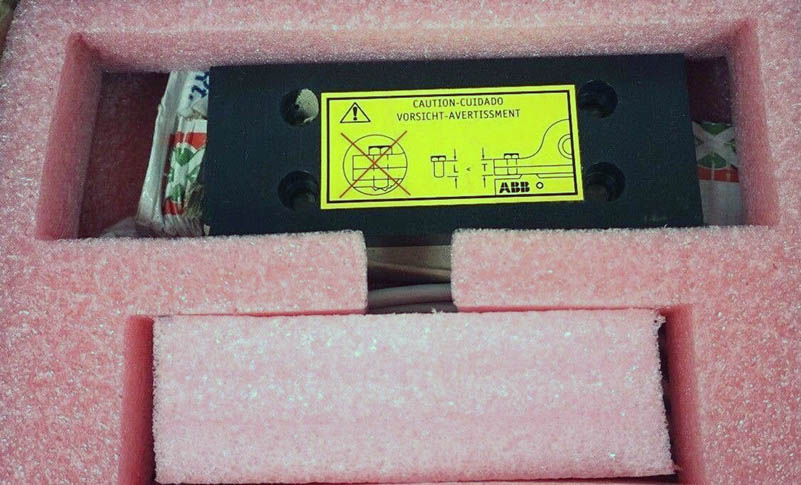 CAUTION-CUIDADO
VORSICHT-AVERTISSMENT
L < T
ABB